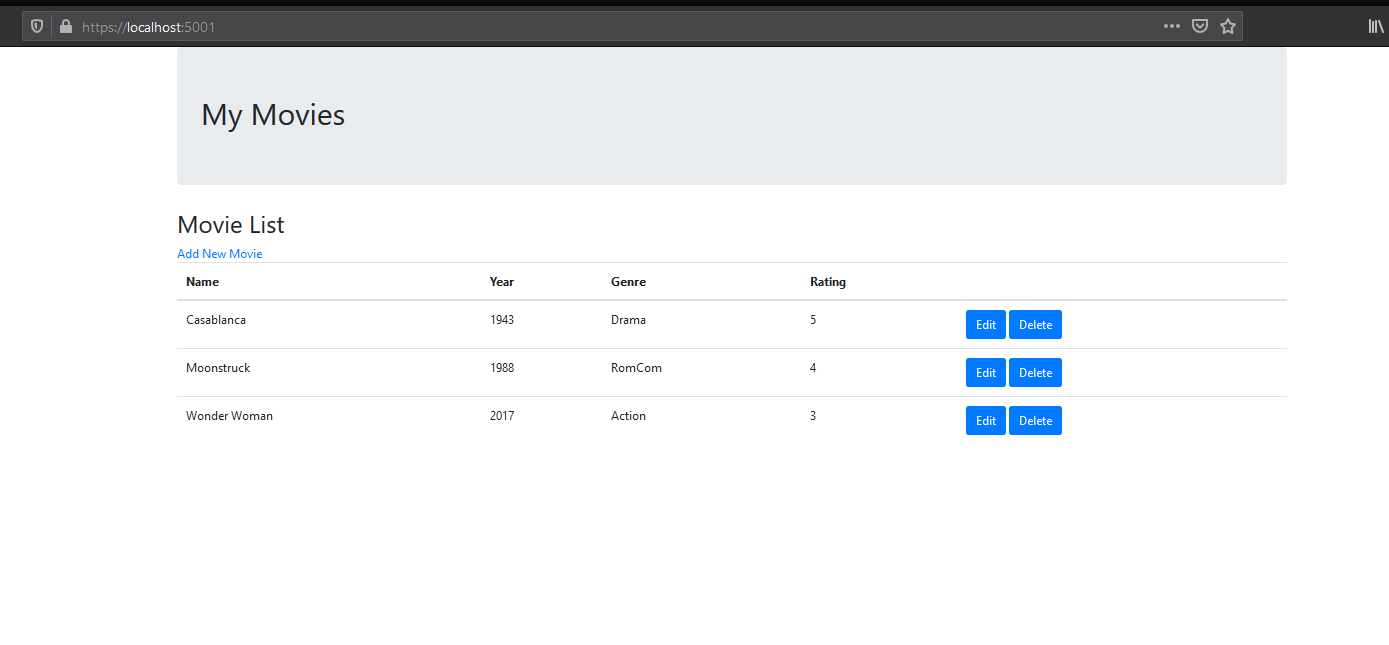 https://localhost:5001
My Movies
Movie List
Add New Movie
Name Year Genre Rating
Casablanca 1943 Drama 5 Edit Delete
Moonstruck 1988 RomCom 4 Edit Delete
Wonder Woman 2017 Action 3 Edit Delete